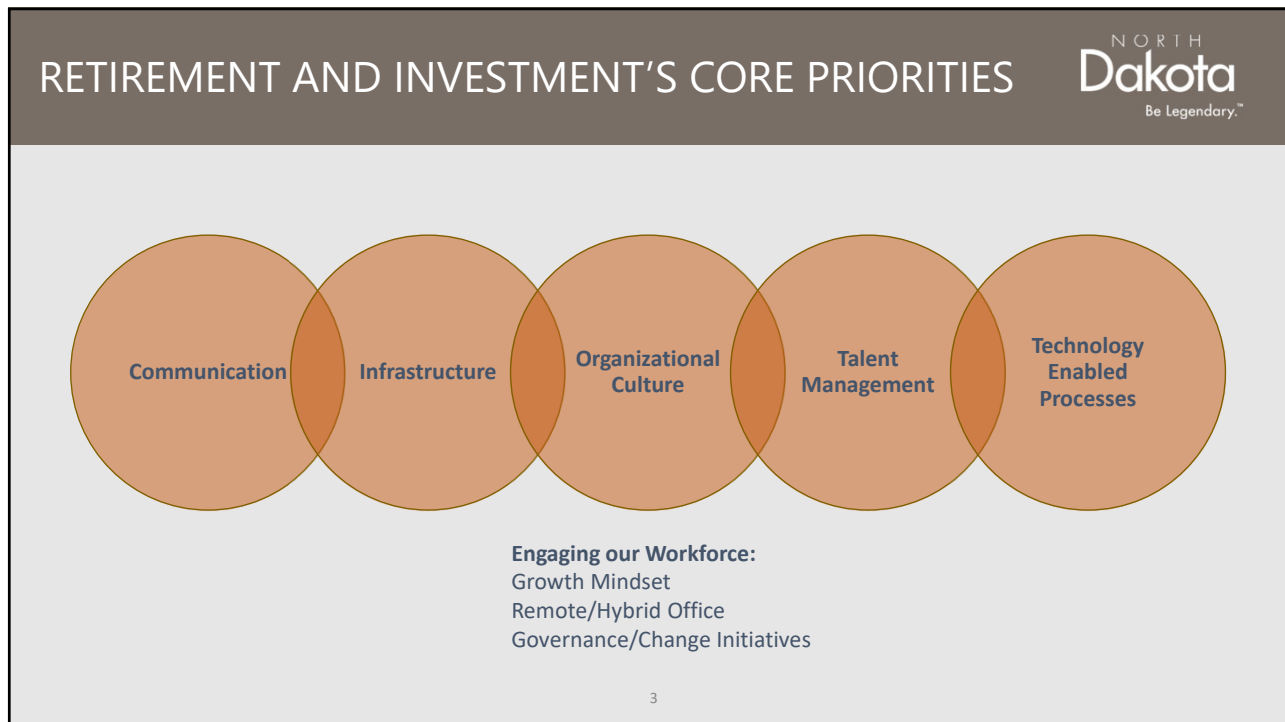 RETIREMENT AND INVESTMENT’S CORE PRIORITIES
NORTH
Dakota
Be Legendary.™
Communication
Infrastructure
Organizational
Culture
Talent
Management
Technology
Enabled
Processes
Engaging our Workforce:
Growth Mindset
Remote/Hybrid Office
Governance/Change Initiatives
3